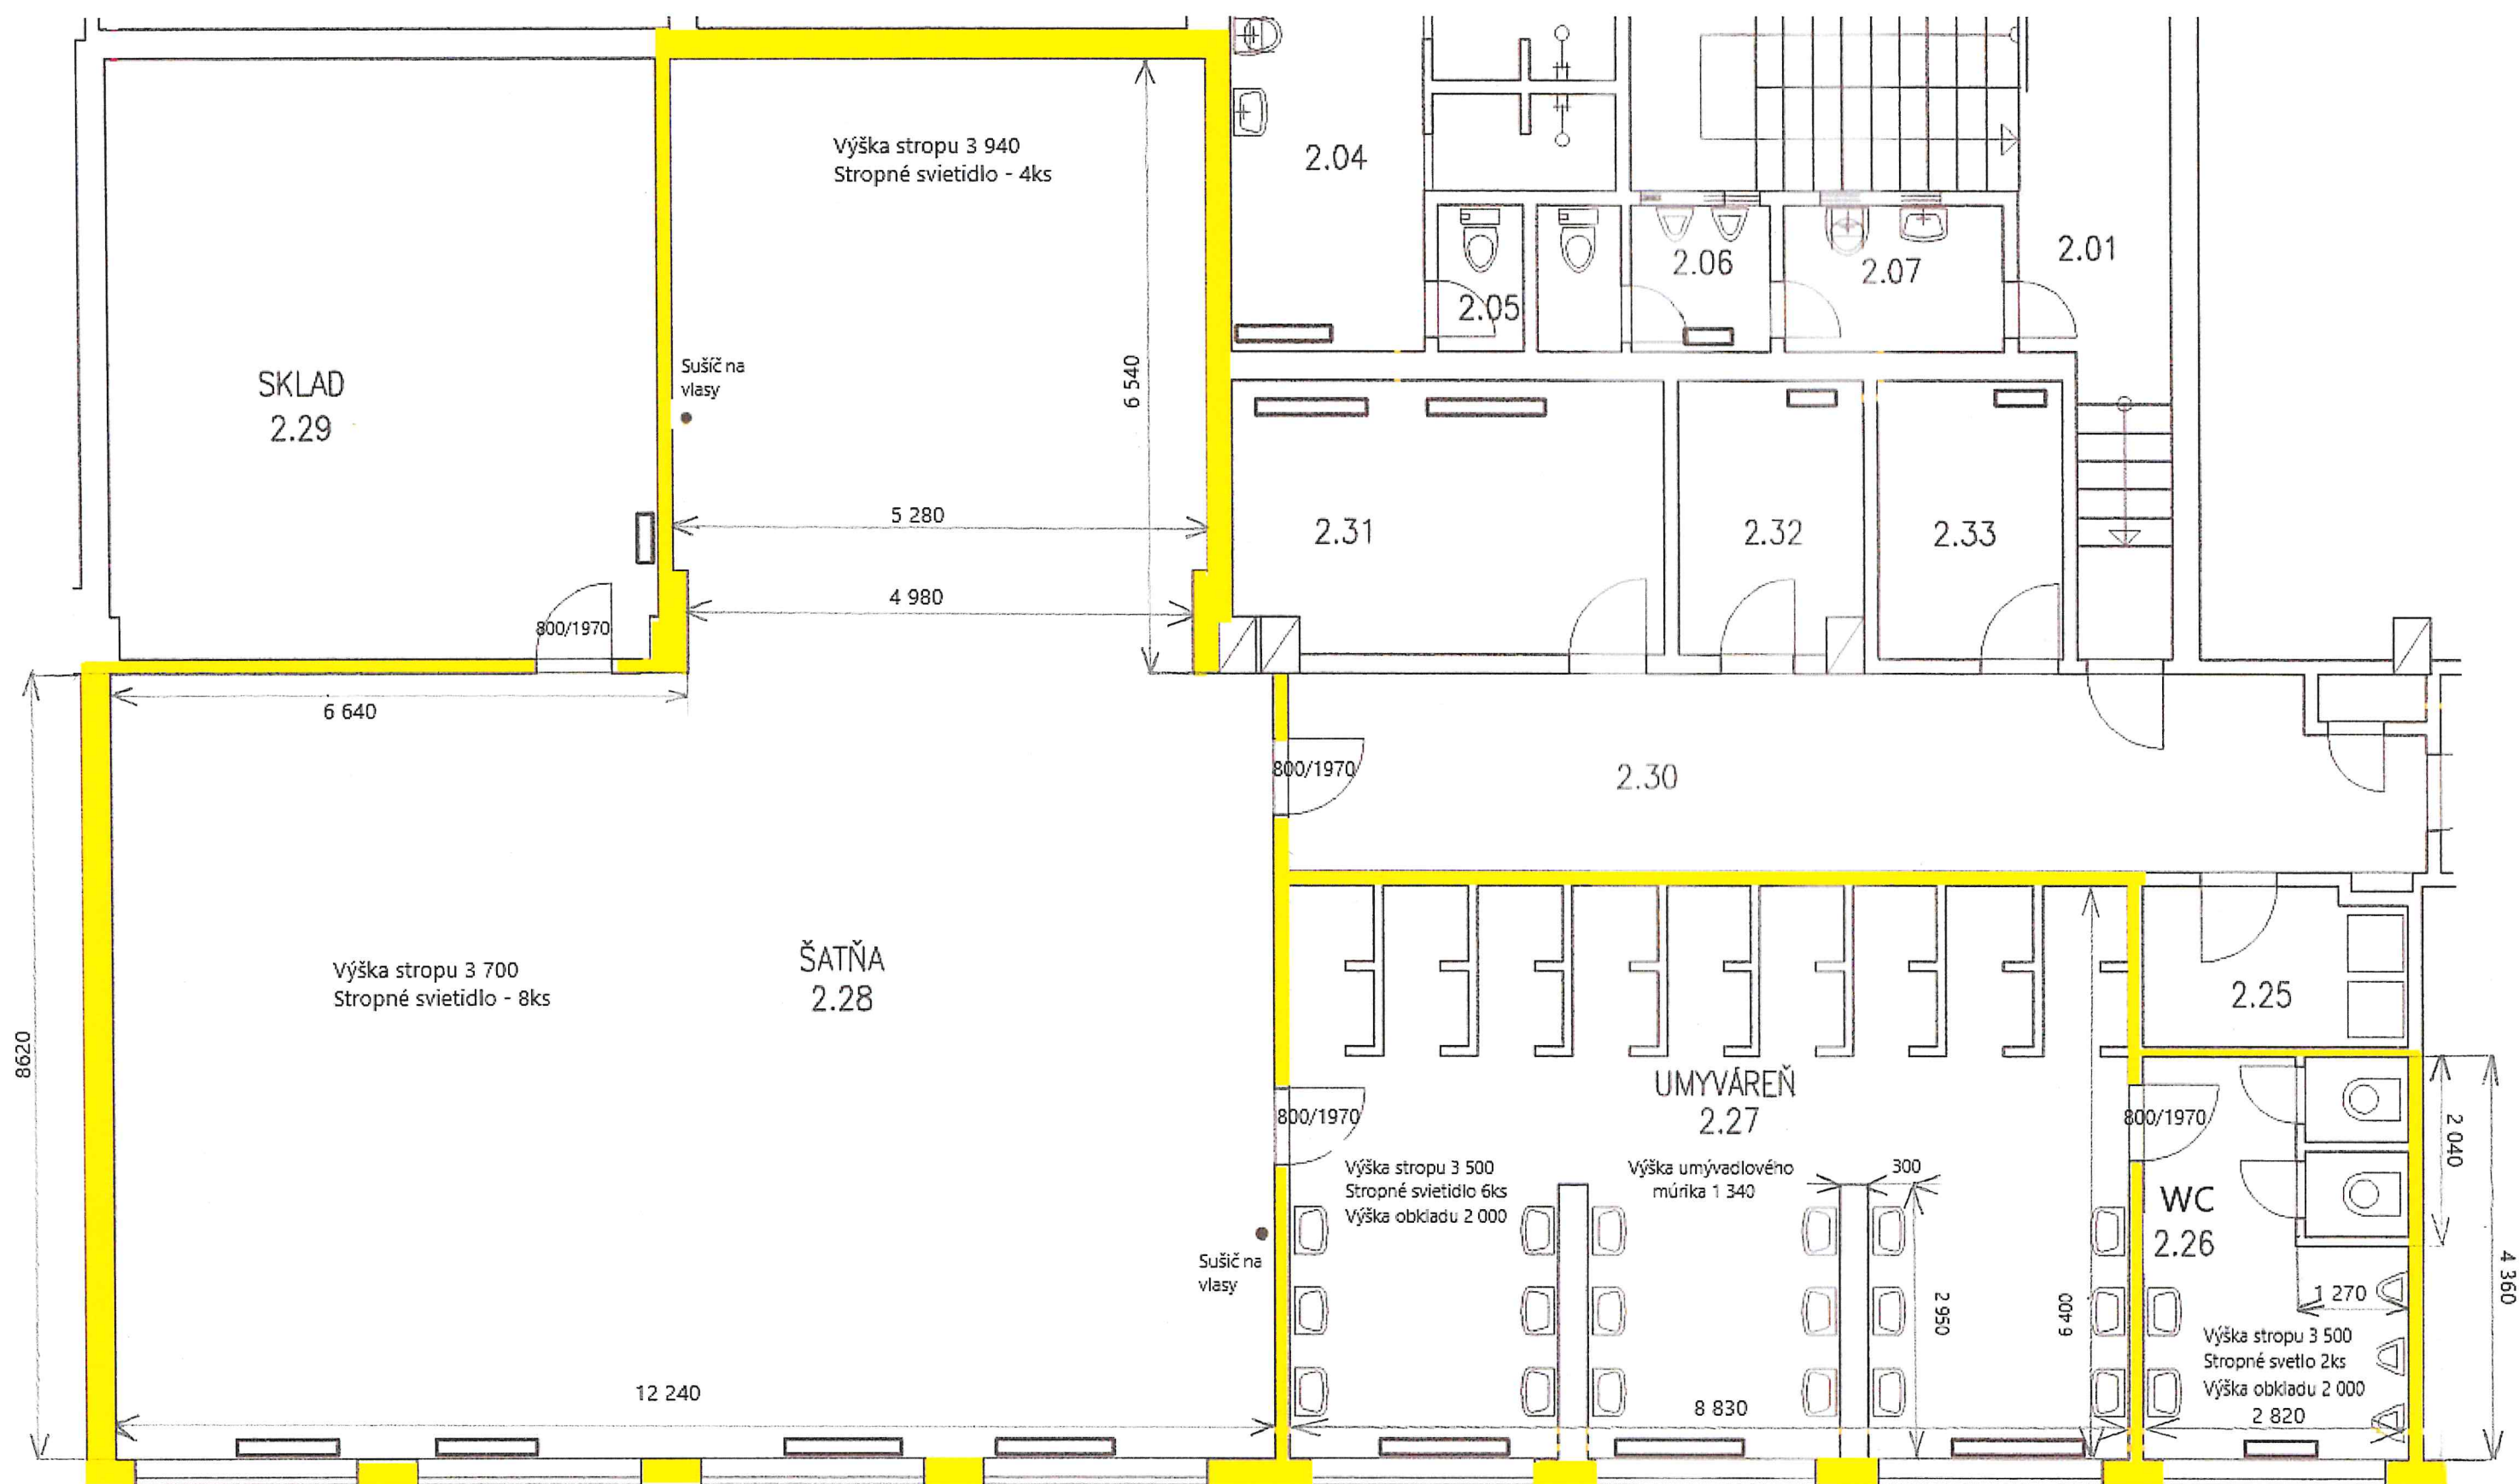 Výška stropu 3 940
Stropné svietidlo - 4ks
2.04
2.01
2.06
2.07
2.05
Sušíč na
vlasy
6 540
SKLAD
2.29
5 280
2.31
2.32
2.33
4 980
800/1970
6 640
800/1970
2.30
ŠATŇA
2.28
Výška stropu 3 700
Stropné svietidlo - 8ks
8620
2.25
UMYVÁREŇ
2.27
800/1970
800/1970
2 040
Výška stropu 3 500
Stropné svietidlo 6ks
Výška obkladu 2 000
Výška umývadlového
múrika 1 340
300
WC
2.26
Sušič na
vlasy
4 360
1 270
2 950
6 400
Výška stropu 3 500
Stropné svetlo 2ks
Výška obkladu 2 000
12 240
8 830
2 820